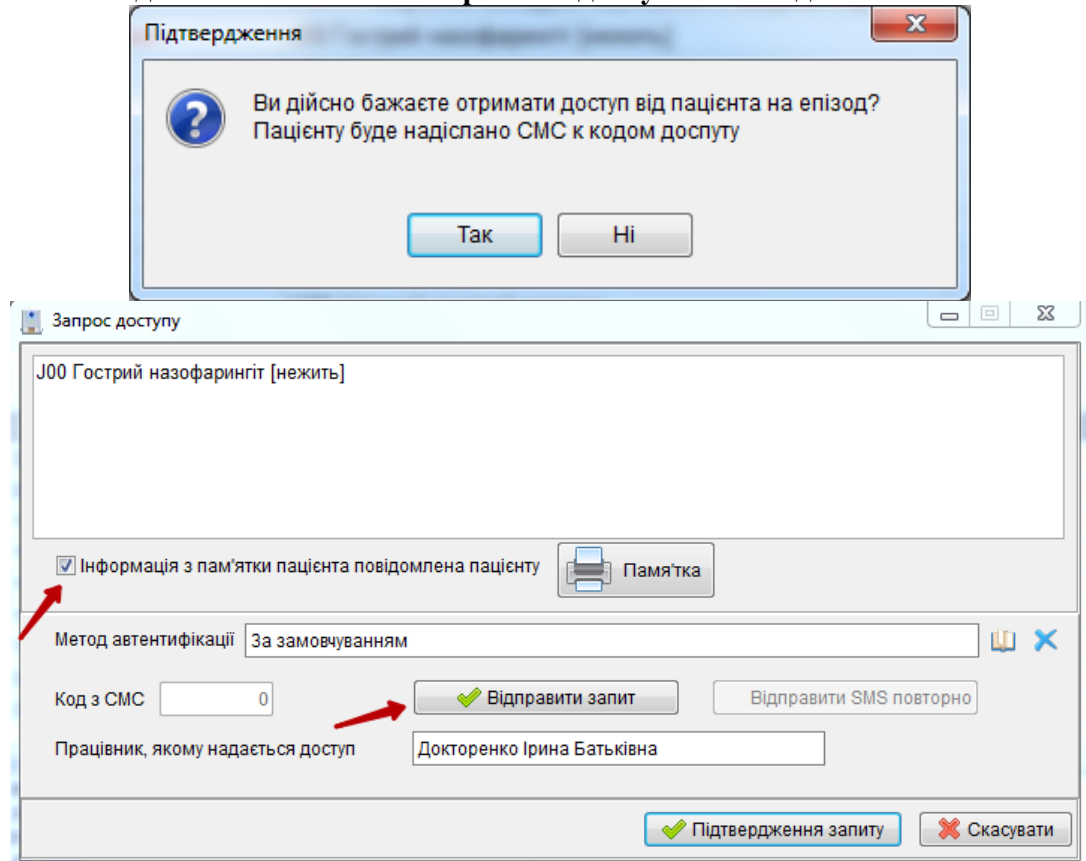 Підтвердження
Ви дійсно бажаєте отримати доступ від пацієнта на епізод?
Пацієнту буде надіслано СМС к кодом доспуту
Так
Ні
Запрос доступу
J00 Гострий назофарингіт [нежить]
Інформація з пам'ятки пацієнта повідомлена пацієнту
Памя'тка
Метод автентифікації За замовчуванням
Код з СМС 0 Відправити запит Відправити SMS повторно
Працівник, якому надається доступ Докторенко Ірина Батьківна
Підтвердження запиту Скасувати